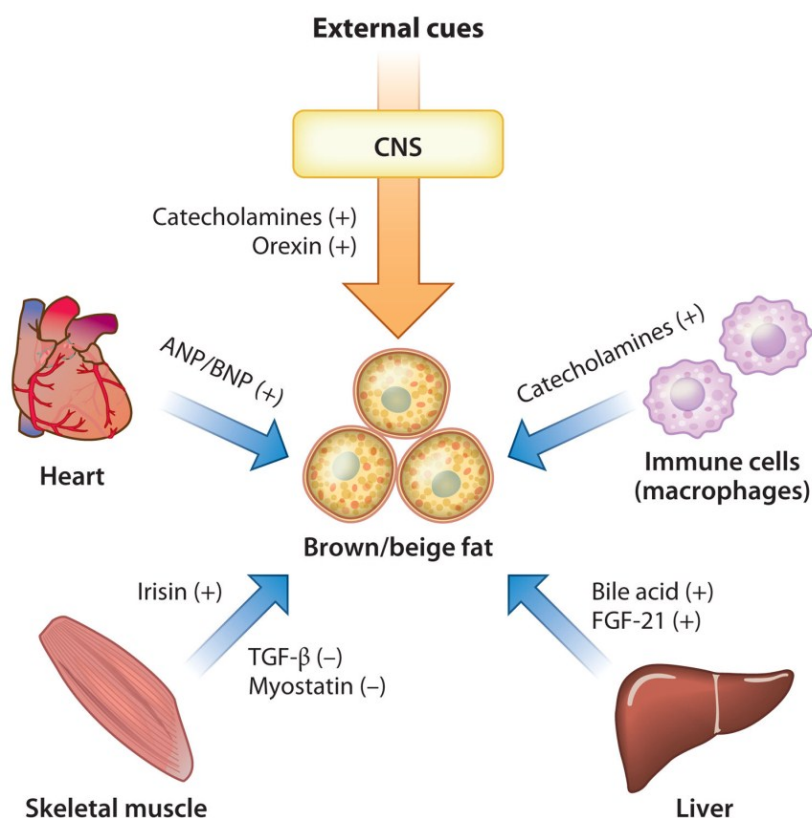 External cues
CNS
Catecholamines (+)
Orexin (+)
ANP/BNP (+)
Catecholamines (+)
Heart
Immune cells
(macrophages)
Brown/beige fat
Irisin (+)
TGF-β (–)
Myostatin (–)
Bile acid (+)
FGF-21 (+)
Skeletal muscle
Liver